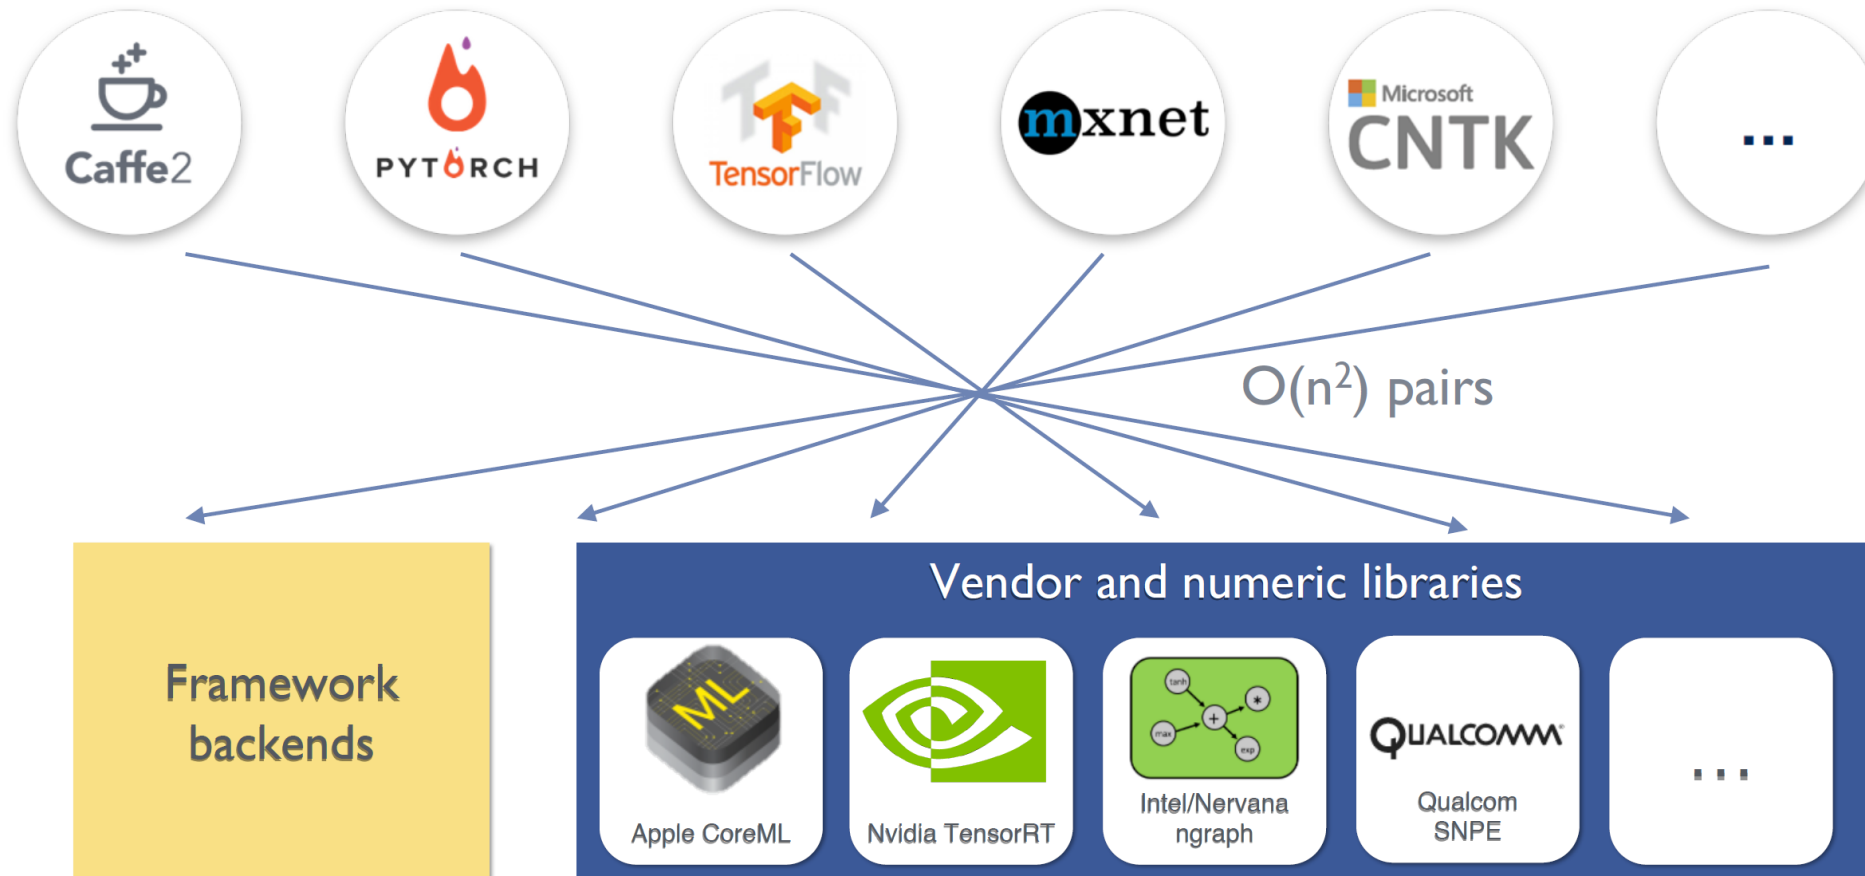 Caffe2
PYTORCH
TensorFlow
mxnet
Microsoft
CNTK
...
O(n²) pairs
Framework
backends
Vendor and numeric libraries
ML
Apple CoreML
Nvidia TensorRT
tanh
*
+
max
exp
Intel/Nervana
ngraph
QUALCOMM
Qualcom
SNPE
...